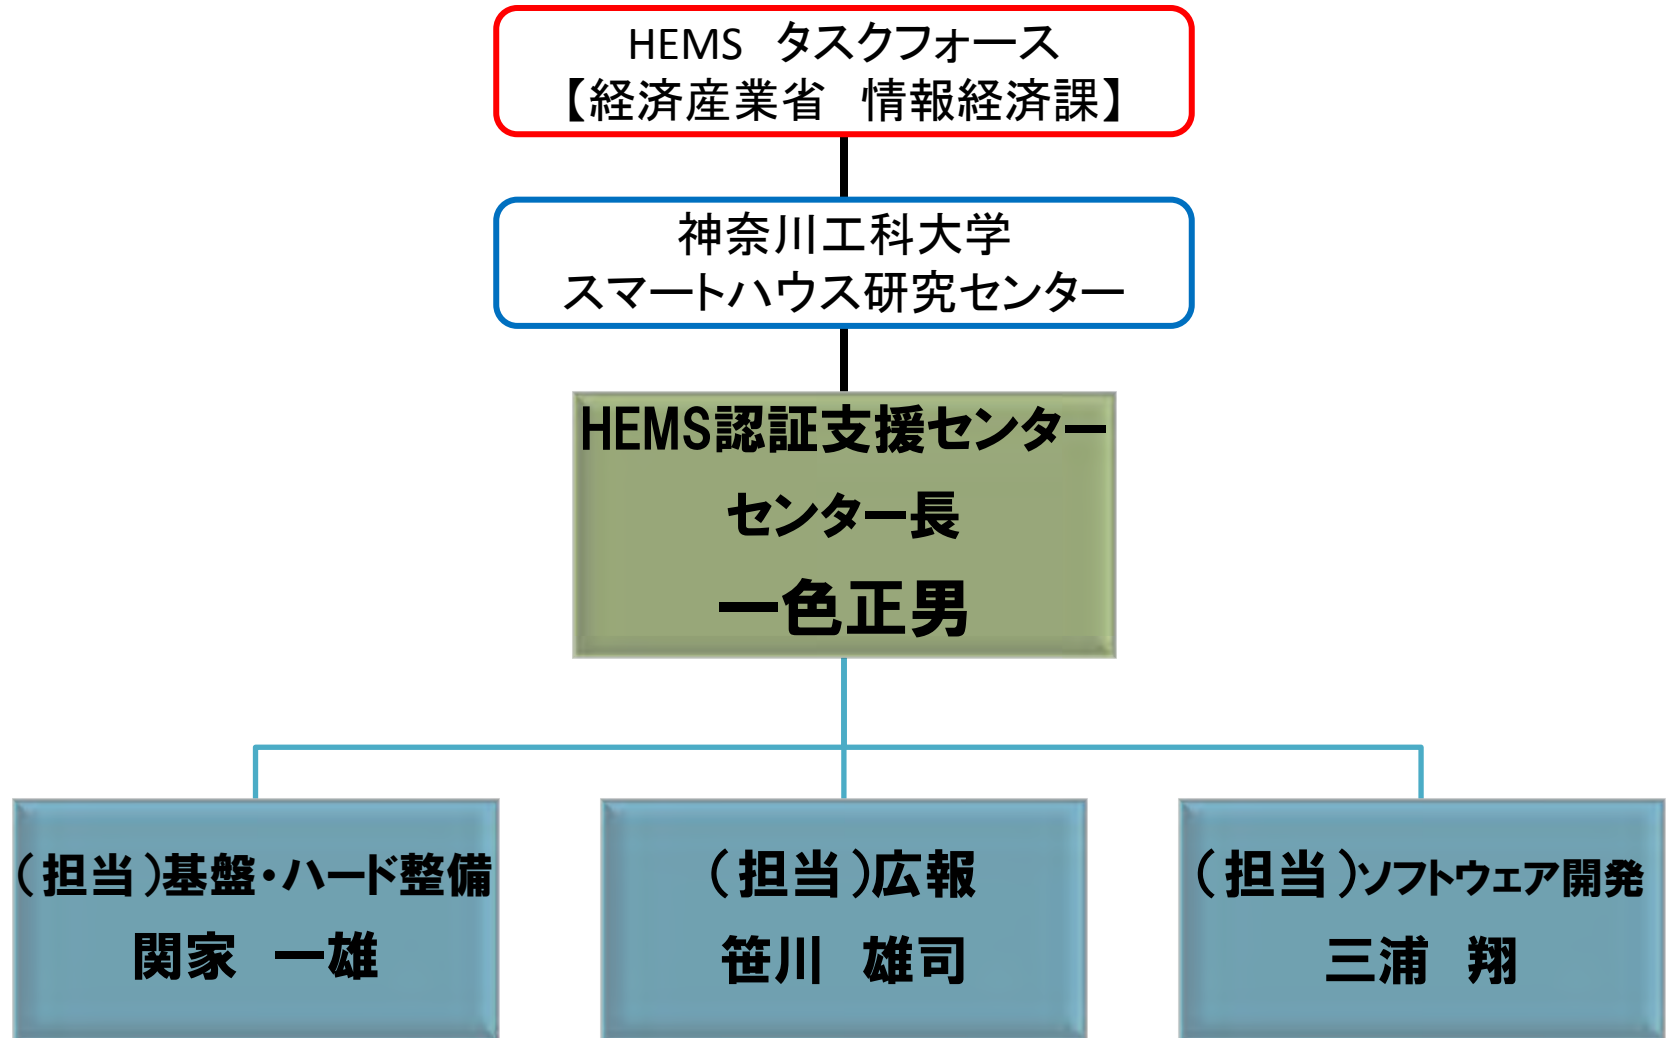 HEMS　タスクフォース
【経済産業省　情報経済課】
神奈川工科大学
スマートハウス研究センター
HEMS認証支援センター
センター長
一色正男
（担当）基盤・ハード整備
関家　一雄
（担当）広報
笹川　雄司
（担当）ソフトウェア開発
三浦　翔